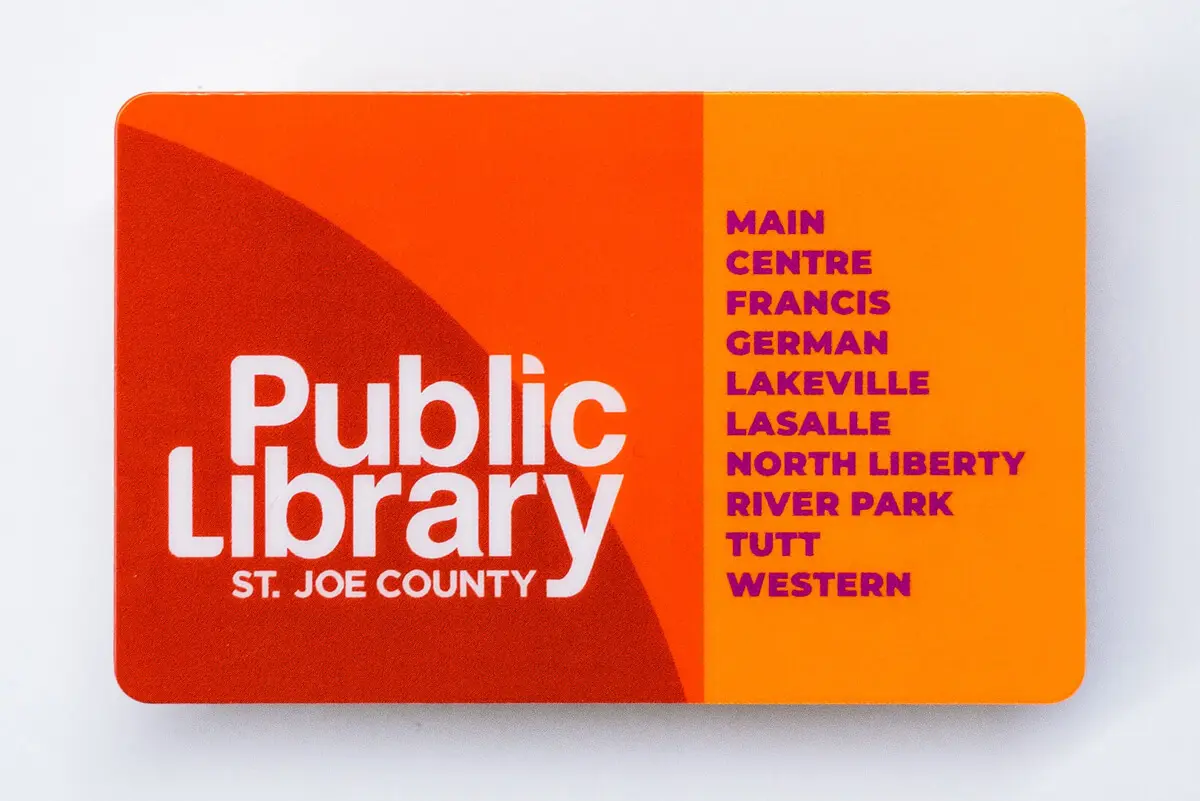 Public
Library
ST. JOE COUNTY
MAIN
CENTRE
FRANCIS
GERMAN
LAKEVILLE
LASALLE
NORTH LIBERTY
RIVER PARK
TUTT
WESTERN